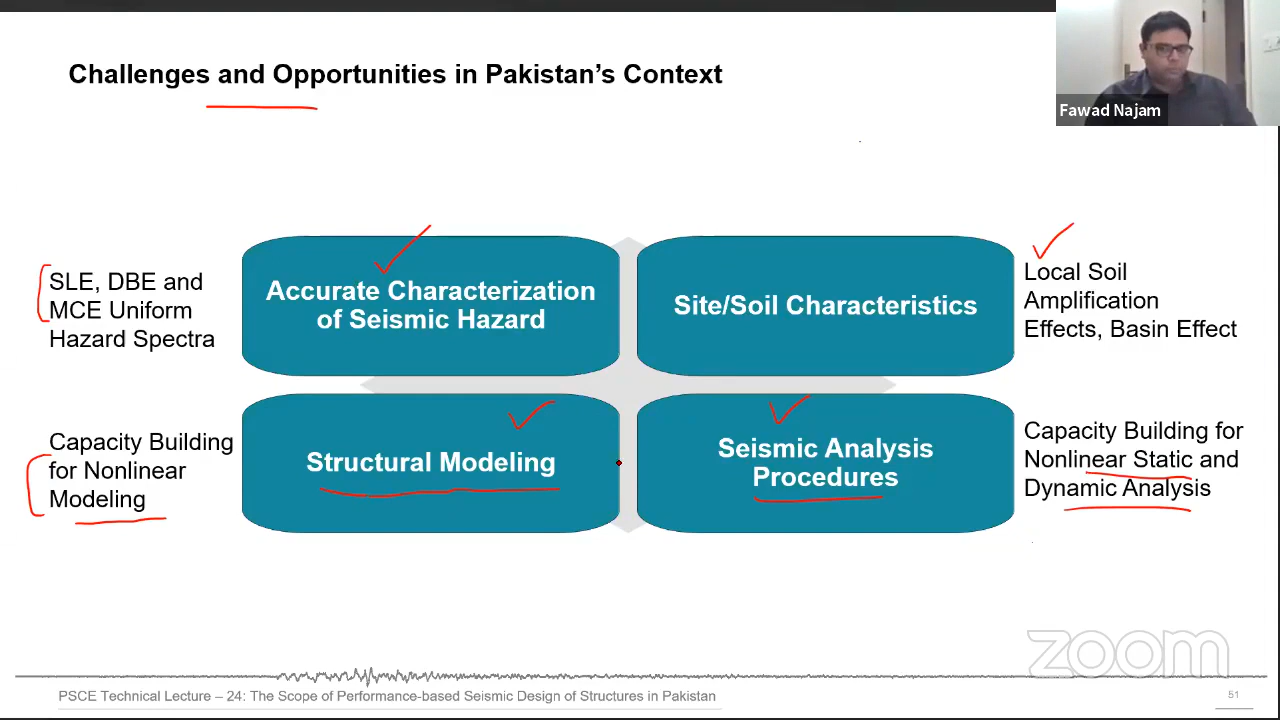 Challenges and Opportunities in Pakistan's Context
Fawad Najam
SLE, DBE and
MCE Uniform
Hazard Spectra
Accurate Characterization
of Seismic Hazard
Site/Soil Characteristics
Local Soil
Amplification
Effects, Basin Effect
Capacity Building
for Nonlinear
Modeling
Structural Modeling
Seismic Analysis
Procedures
Capacity Building for
Nonlinear Static and
Dynamic Analysis
zoom
PSCE Technical Lecture – 24: The Scope of Performance-based Seismic Design of Structures in Pakistan
51